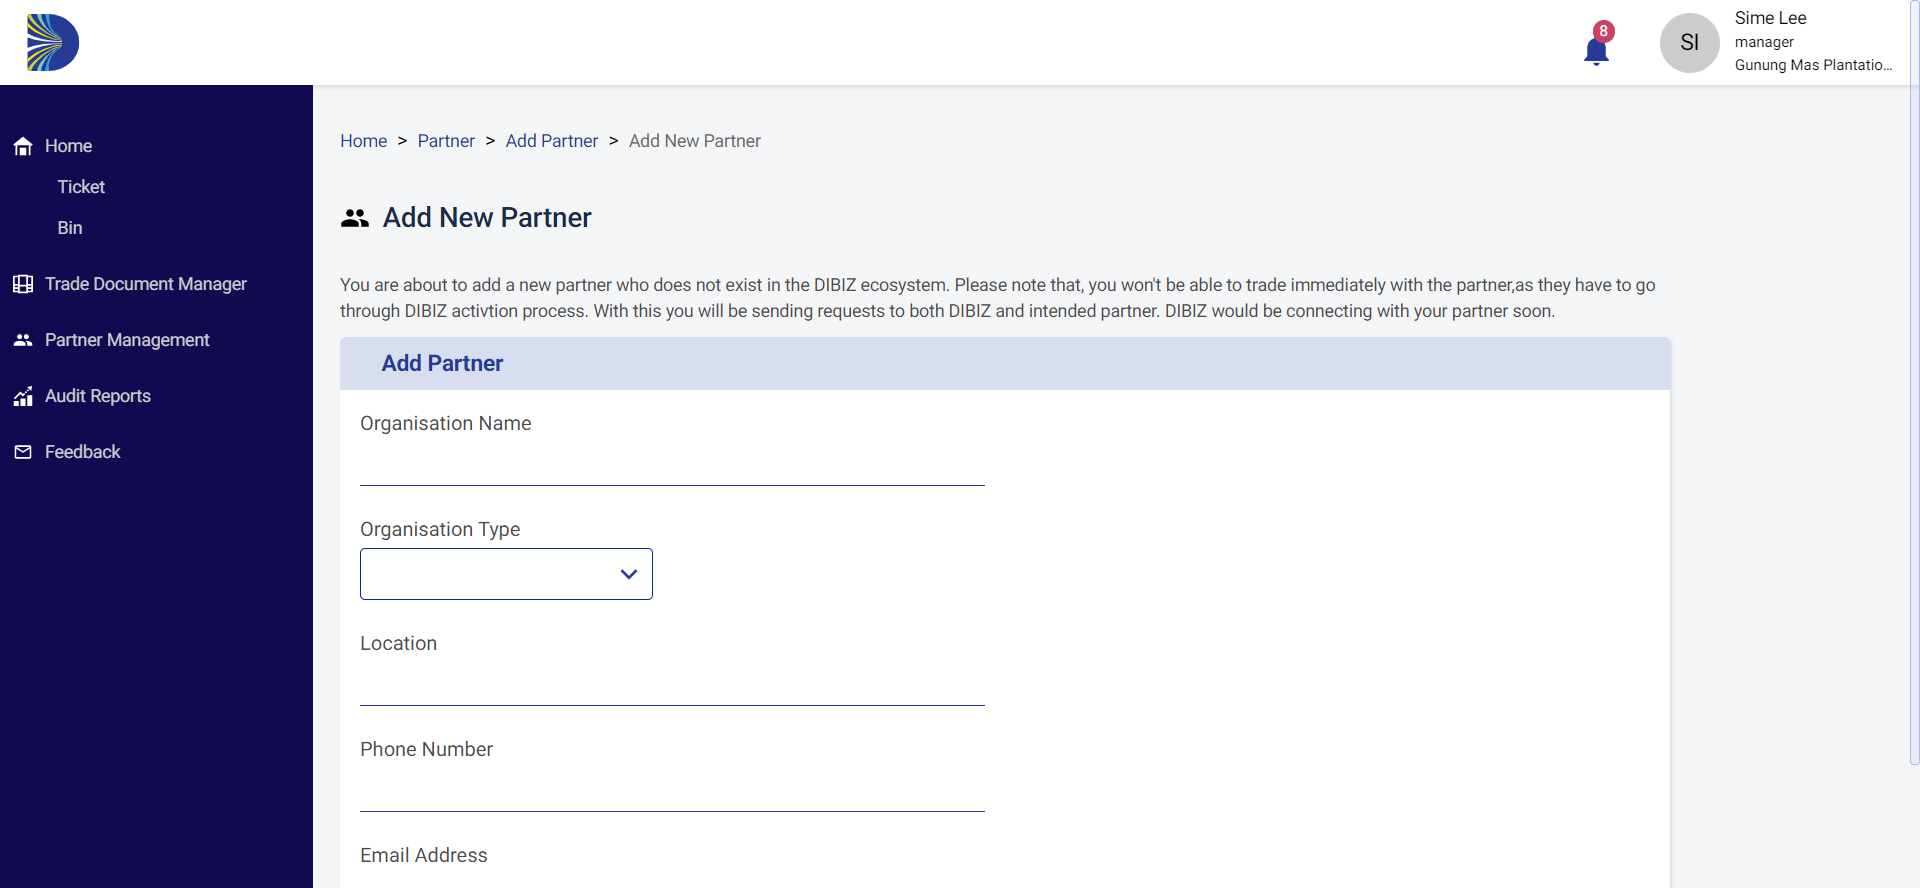 8
SI
Sime Lee
manager
Gunung Mas Plantatio...
Home
Ticket
Bin
Trade Document Manager
Partner Management
Audit Reports
Feedback
Home > Partner > Add Partner > Add New Partner
Add New Partner
You are about to add a new partner who does not exist in the DIBIZ ecosystem. Please note that, you won't be able to trade immediately with the partner,as they have to go
through DIBIZ activtion process. With this you will be sending requests to both DIBIZ and intended partner. DIBIZ would be connecting with your partner soon.
Add Partner
Organisation Name
Organisation Type
Location
Phone Number
Email Address